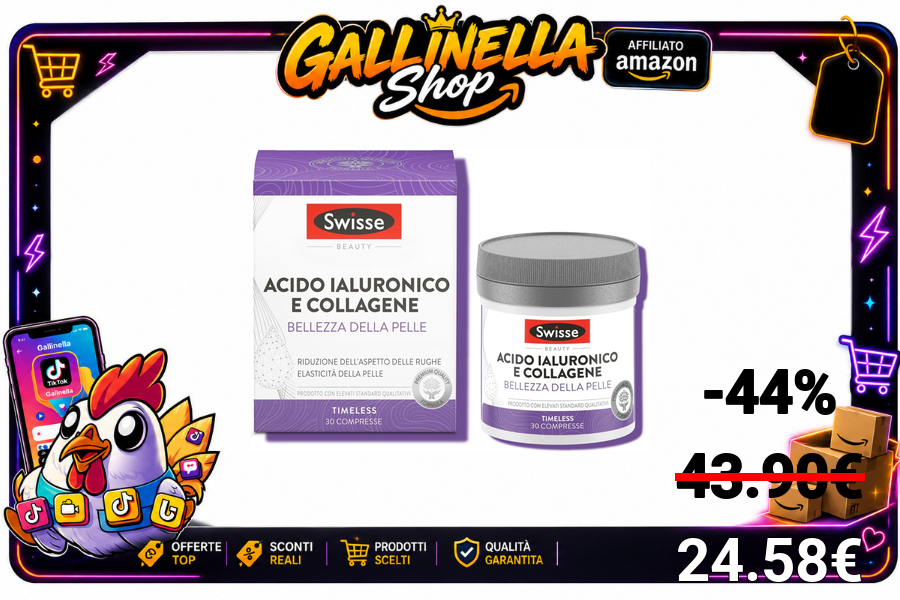 GALLINELLA
Shop
AFFILIATO
amazon
Swisse
BEAUTY
ACIDO IALURONICO
E COLLAGENE
BELLEZZA DELLA PELLE
RIDUZIONE DELL'ASPETTO DELLE RUGHE
ELASTICITÀ DELLA PELLE
PREMIUM QUALITY
PRODOTTO CON ELEVATI STANDARD QUALITATIVI
TIMELESS
30 COMPRESSE
Swisse
BEAUTY
ACIDO IALURONICO
E COLLAGENE
BELLEZZA DELLA PELLE
PRODOTTO CON ELEVATI STANDARD QUALITATIVI
TIMELESS
30 COMPRESSE
Gallinella
TikTok
Gallinella
-44%
43.90€
24.58€
OFFERTE
TOP
SCONTI
REALI
PRODOTTI
SCELTI
QUALITÀ
GARANTITA